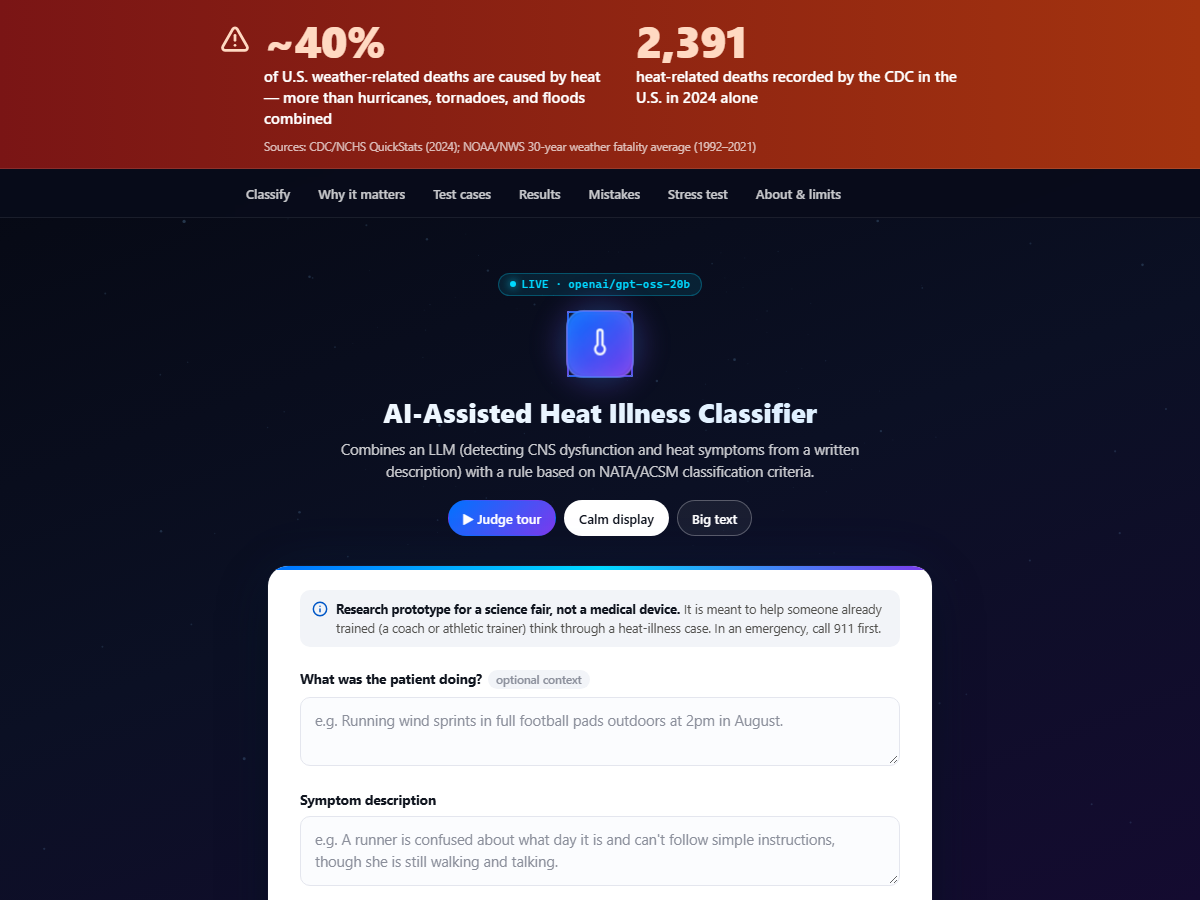 ~40%
of U.S. weather-related deaths are caused by heat
— more than hurricanes, tornadoes, and floods
combined
2,391
heat-related deaths recorded by the CDC in the
U.S. in 2024 alone
Sources: CDC/NCHS QuickStats (2024); NOAA/NWS 30-year weather fatality average (1992–2021)
Classify Why it matters Test cases Results Mistakes Stress test About & limits
LIVE · openai/gpt-oss-20b
AI-Assisted Heat Illness Classifier
Combines an LLM (detecting CNS dysfunction and heat symptoms from a written
description) with a rule based on NATA/ACSM classification criteria.
▶ Judge tour Calm display Big text
Research prototype for a science fair, not a medical device. It is meant to help someone already
trained (a coach or athletic trainer) think through a heat-illness case. In an emergency, call 911 first.
What was the patient doing? optional context
e.g. Running wind sprints in full football pads outdoors at 2pm in August.
Symptom description
e.g. A runner is confused about what day it is and can't follow simple instructions,
though she is still walking and talking.